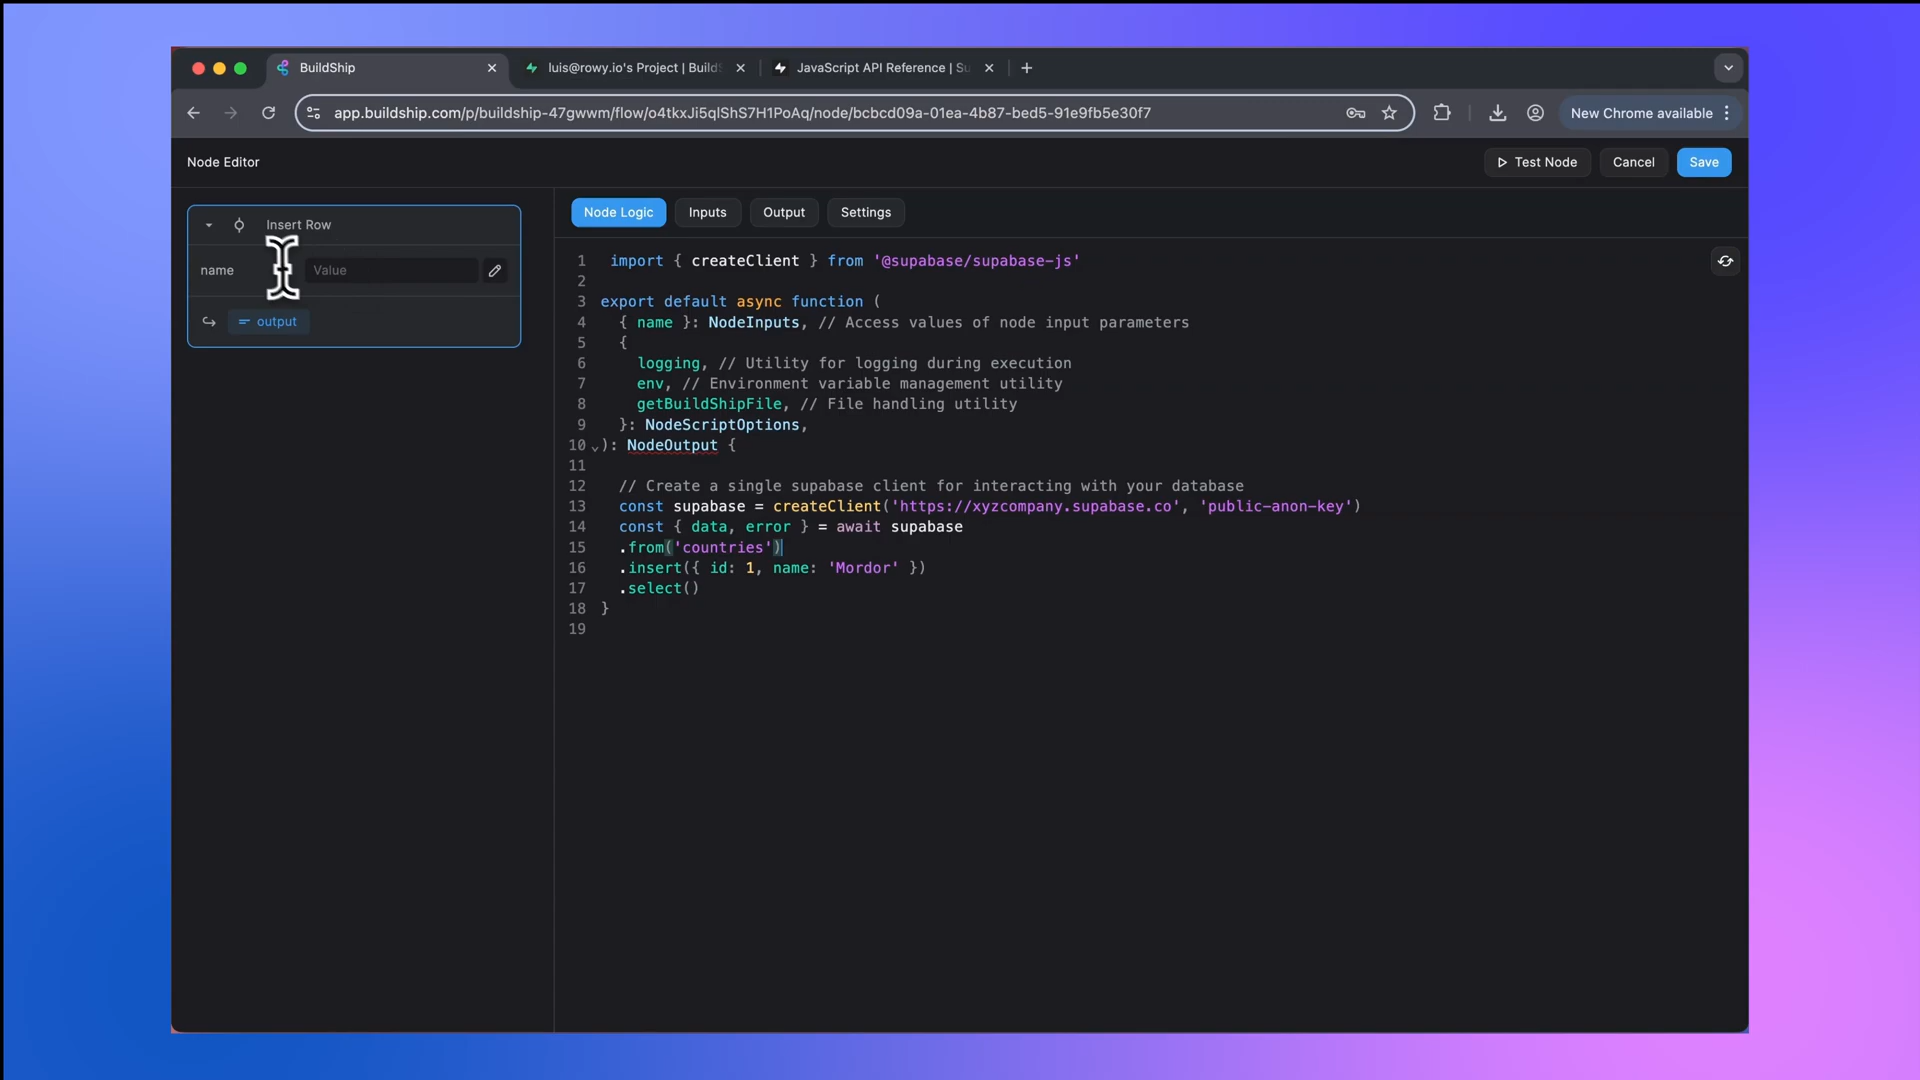 BuildShip
luis@rowy.io's Project | Build
JavaScript API Reference | Su
app.buildship.com/p/buildship-47gwwm/flow/o4tkxJi5qlShS7H1PoAq/node/bcbcd09a-01ea-4b87-bed5-91e9fb5e30f7
New Chrome available
Node Editor
Test Node
Cancel
Save
Insert Row
name
Value
output
Node Logic
Inputs
Output
Settings
1 import { createClient } from '@supabase/supabase-js'
2
3 export default async function (
4 { name }: NodeInputs, // Access values of node input parameters
5 {
6 logging, // Utility for logging during execution
7 env, // Environment variable management utility
8 getBuildShipFile, // File handling utility
9 }: NodeScriptOptions,
10 ): NodeOutput {
11
12 // Create a single supabase client for interacting with your database
13 const supabase = createClient('https://xyzcompany.supabase.co', 'public-anon-key')
14 const { data, error } = await supabase
15 .from('countries')
16 .insert({ id: 1, name: 'Mordor' })
17 .select()
18 }
19